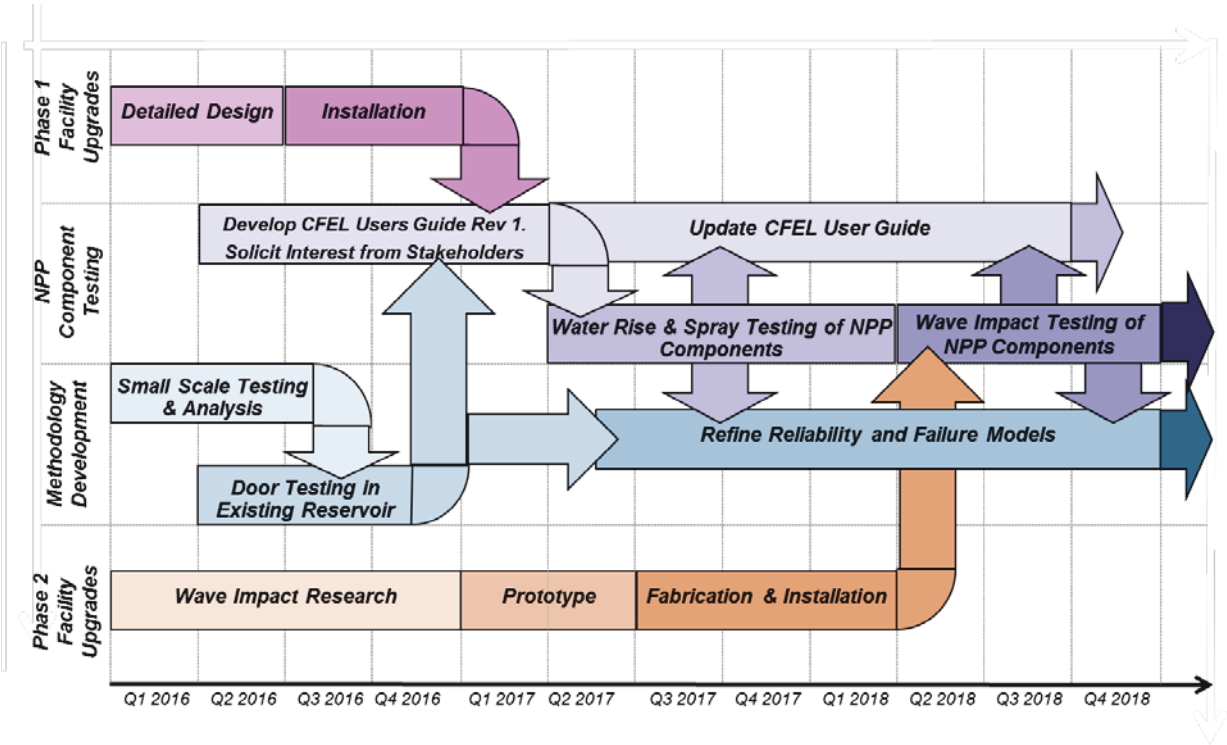 Phase 1
Facility
Upgrades
Detailed Design
Installation
NPP
Component
Testing
Develop CFEL Users Guide Rev 1.
Solicit Interest from Stakeholders
Update CFEL User Guide
Water Rise & Spray Testing of NPP
Components
Wave Impact Testing of
NPP Components
Methodology
Development
Small Scale Testing
& Analysis
Door Testing in
Existing Reservoir
Refine Reliability and Failure Models
Phase 2
Facility
Upgrades
Wave Impact Research
Prototype
Fabrication & Installation
Q1 2016
Q2 2016
Q3 2016
Q4 2016
Q1 2017
Q2 2017
Q3 2017
Q4 2017
Q1 2018
Q2 2018
Q3 2018
Q4 2018